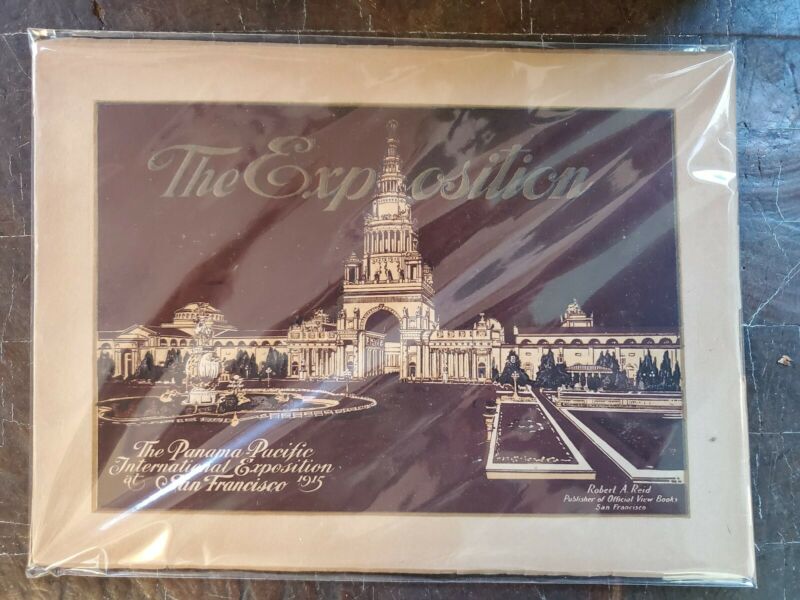 The Exposition
The Panama Pacific
International Exposition
at San Francisco 1915
Robert A. Reid
Publisher of Official View Books
San Francisco